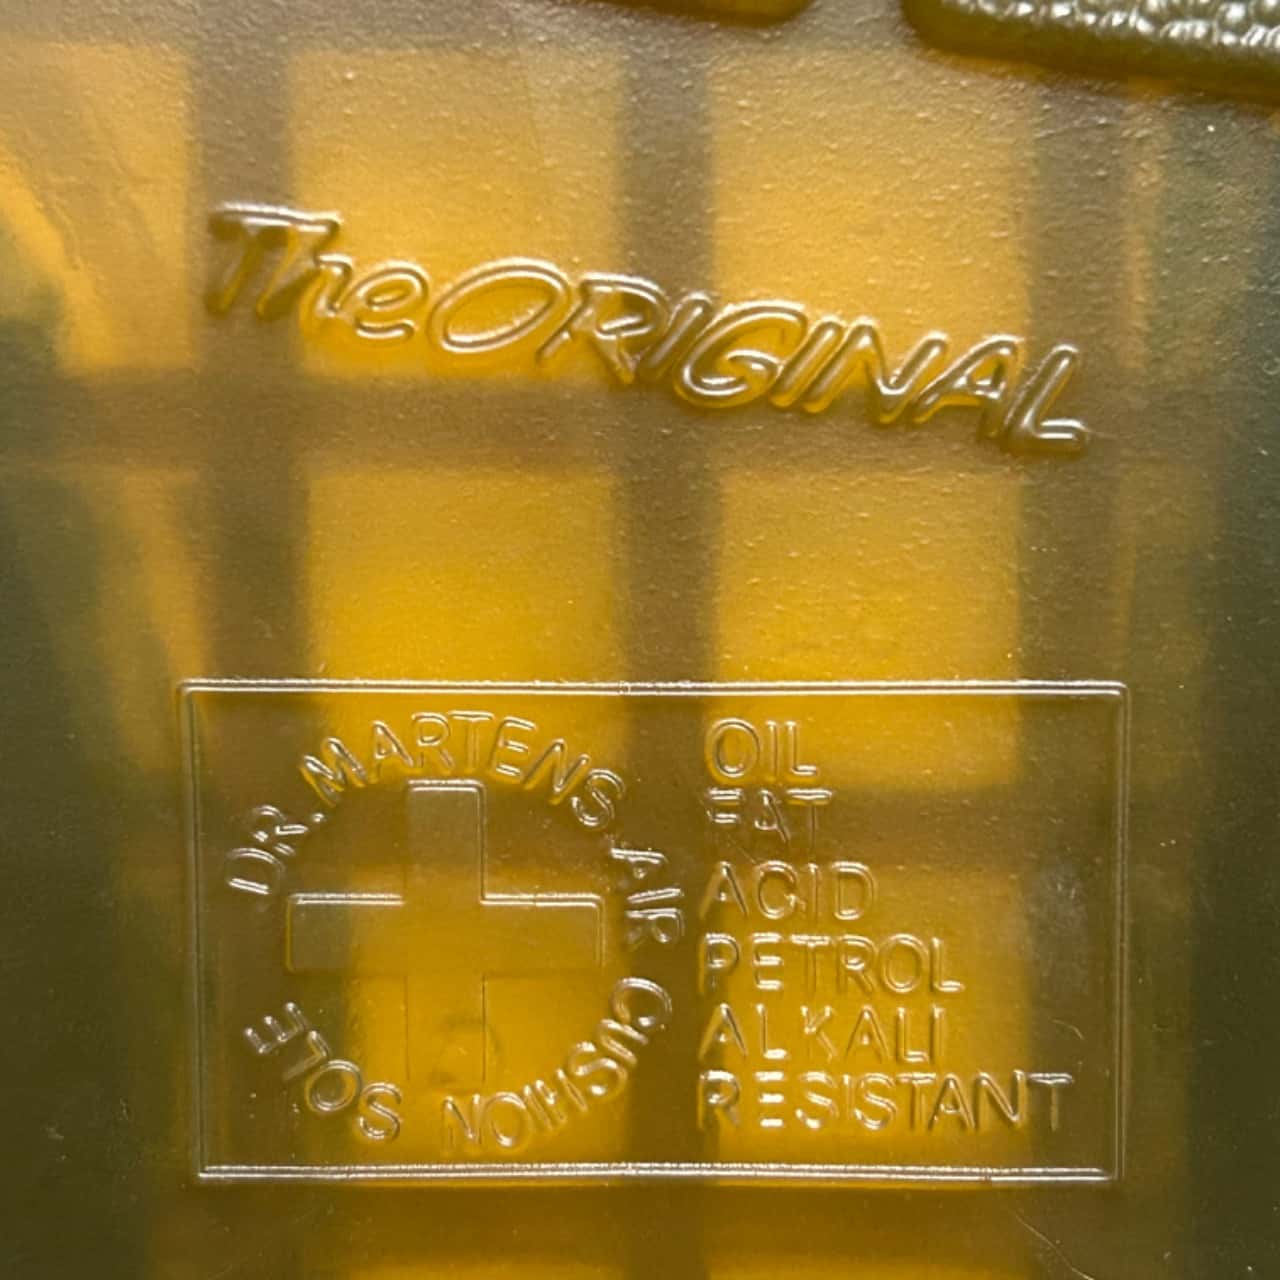 The ORIGINAL
DR. MARTENS AIR CUSHION SOLE
OIL
FAT
ACID
PETROL
ALKALI
RESISTANT